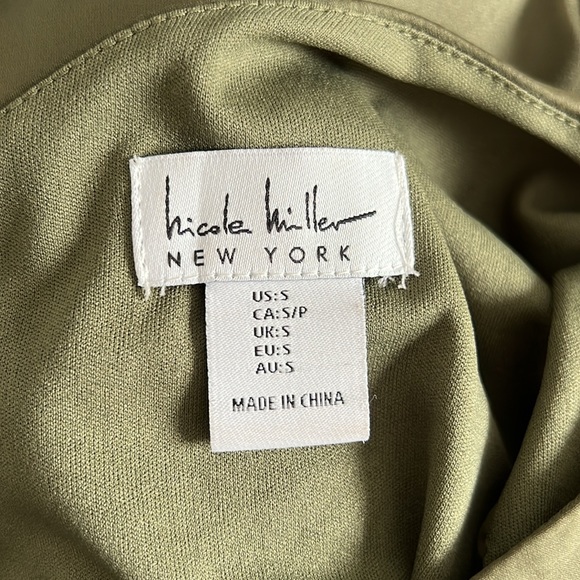 nicole miller
NEW YORK
US:S
CA:S/P
UK:S
EU:S
AU:S
MADE IN CHINA